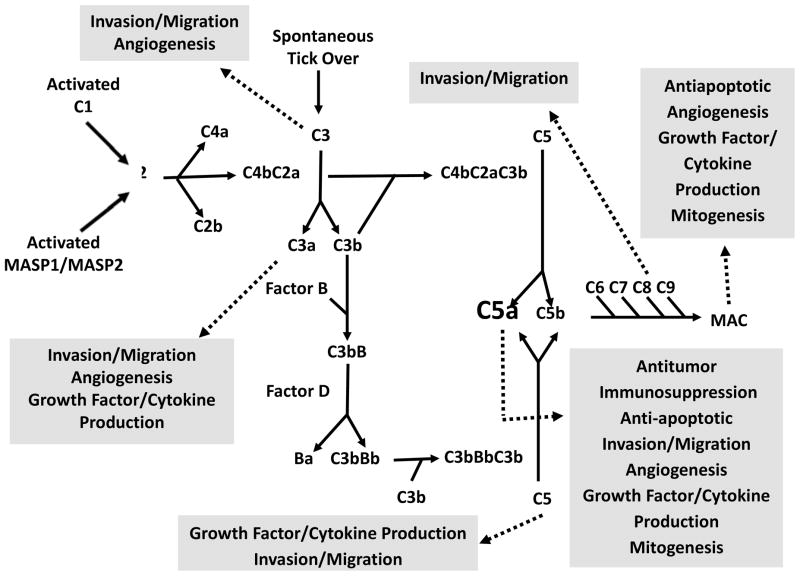 Invasion/Migration
Angiogenesis
Spontaneous
Tick Over
Invasion/Migration
Antiapoptotic
Angiogenesis
Growth Factor/
Cytokine
Production
Mitogenesis
Activated
C1
C4a
C3
C5
2
C4bC2a
C4bC2aC3b
C2b
Activated
MASP1/MASP2
C3a
C3b
Factor B
C6
C7
C8
C9
C5a
C5b
MAC
C3bB
Invasion/Migration
Angiogenesis
Growth Factor/Cytokine
Production
Factor D
Antitumor
Immunosuppression
Anti-apoptotic
Invasion/Migration
Angiogenesis
Growth Factor/Cytokine
Production
Mitogenesis
Ba
C3bBb
C3bBbC3b
C3b
C5
Growth Factor/Cytokine Production
Invasion/Migration